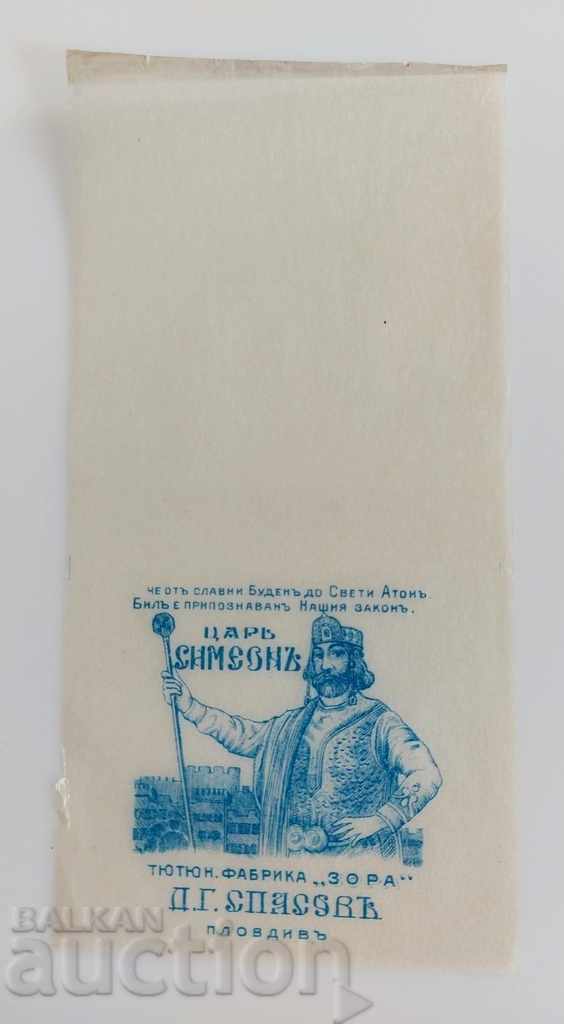 ЧЕ ОТЪ СЛАВНИ БУДЕНЪ ДО СВЕТИ АТОНЪ
БИЛЪ Е ПРИПОЗНАВАНЪ НАШИЯ ЗАКОНЪ.
ЦАРЬ
СИМЕОНЪ
ТЮТЮН. ФАБРИКА „ЗОРА"
Д. Г. СПАСОВЪ
ПЛОВДИВЪ
BALKAN
auction